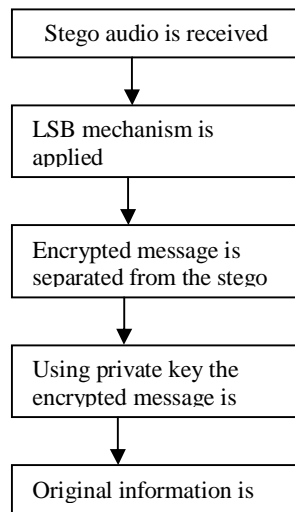 Stego audio is received
LSB mechanism is
applied
Encrypted message is
separated from the stego
Using private key the
encrypted message is
Original information is